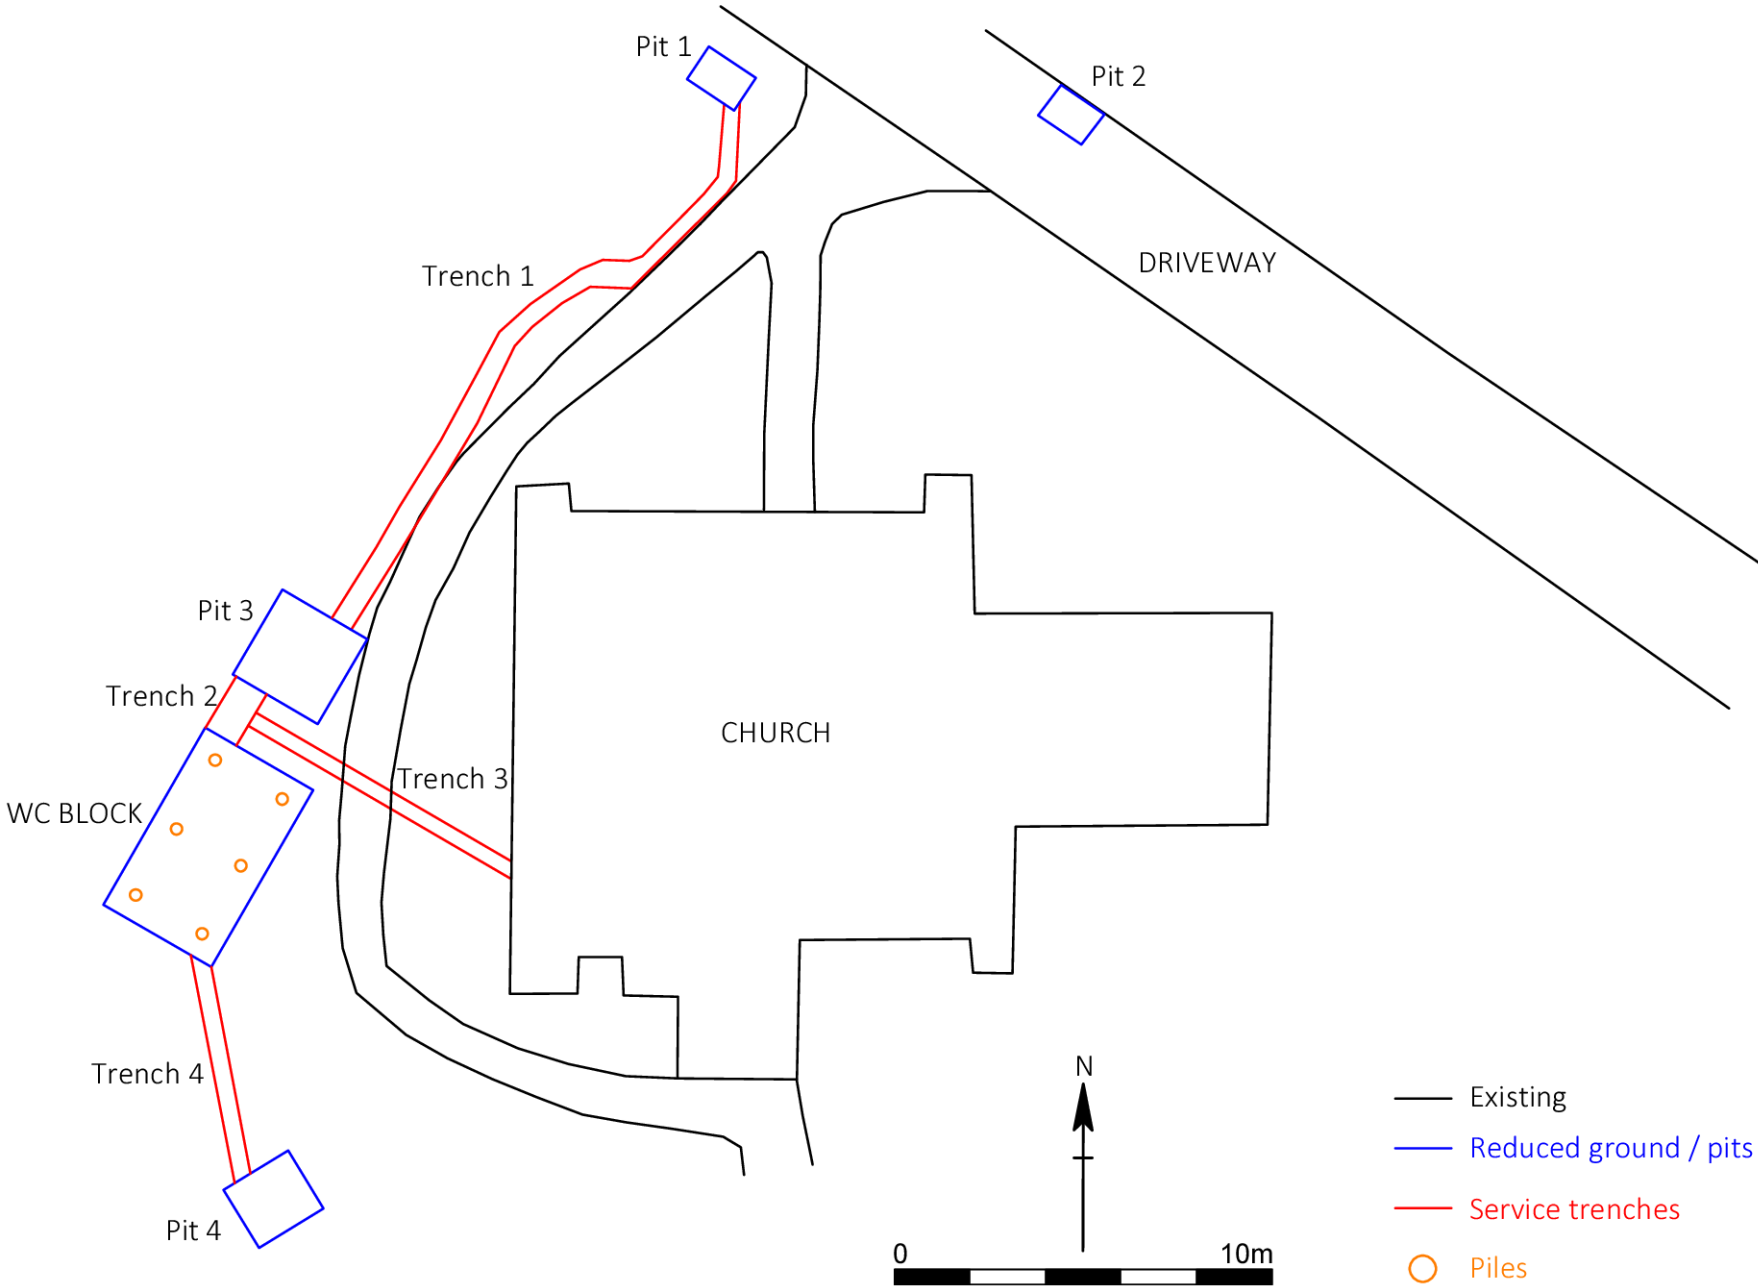 Pit 1
Pit 2
DRIVEWAY
Trench 1
Pit 3
Trench 2
CHURCH
Trench 3
WC BLOCK
Trench 4
Pit 4
N
0 10m
Existing
Reduced ground / pits
Service trenches
Piles